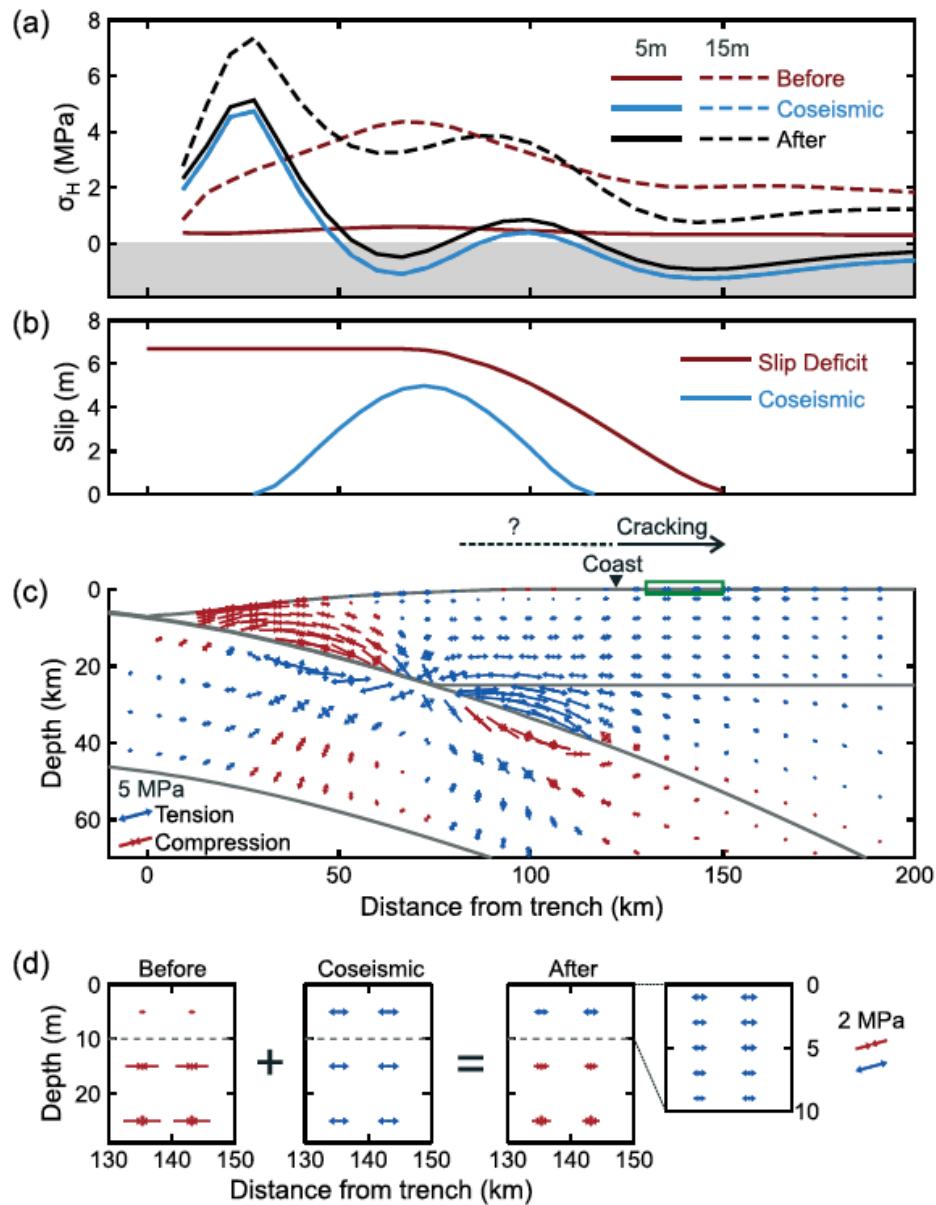 (a)
8
6
4
2
0
σH (MPa)
5m 15m
Before
Coseismic
After
(b)
8
6
4
2
0
Slip (m)
Slip Deficit
Coseismic
? Cracking
Coast
(c)
0
20
40
60
Depth (km)
5 MPa
Tension
Compression
0 50 100 150 200
Distance from trench (km)
(d)
Before Coseismic After
0
10
20
Depth (m)
+ =
0
5
10
2 MPa
130 140 150 130 140 150 130 140 150
Distance from trench (km)